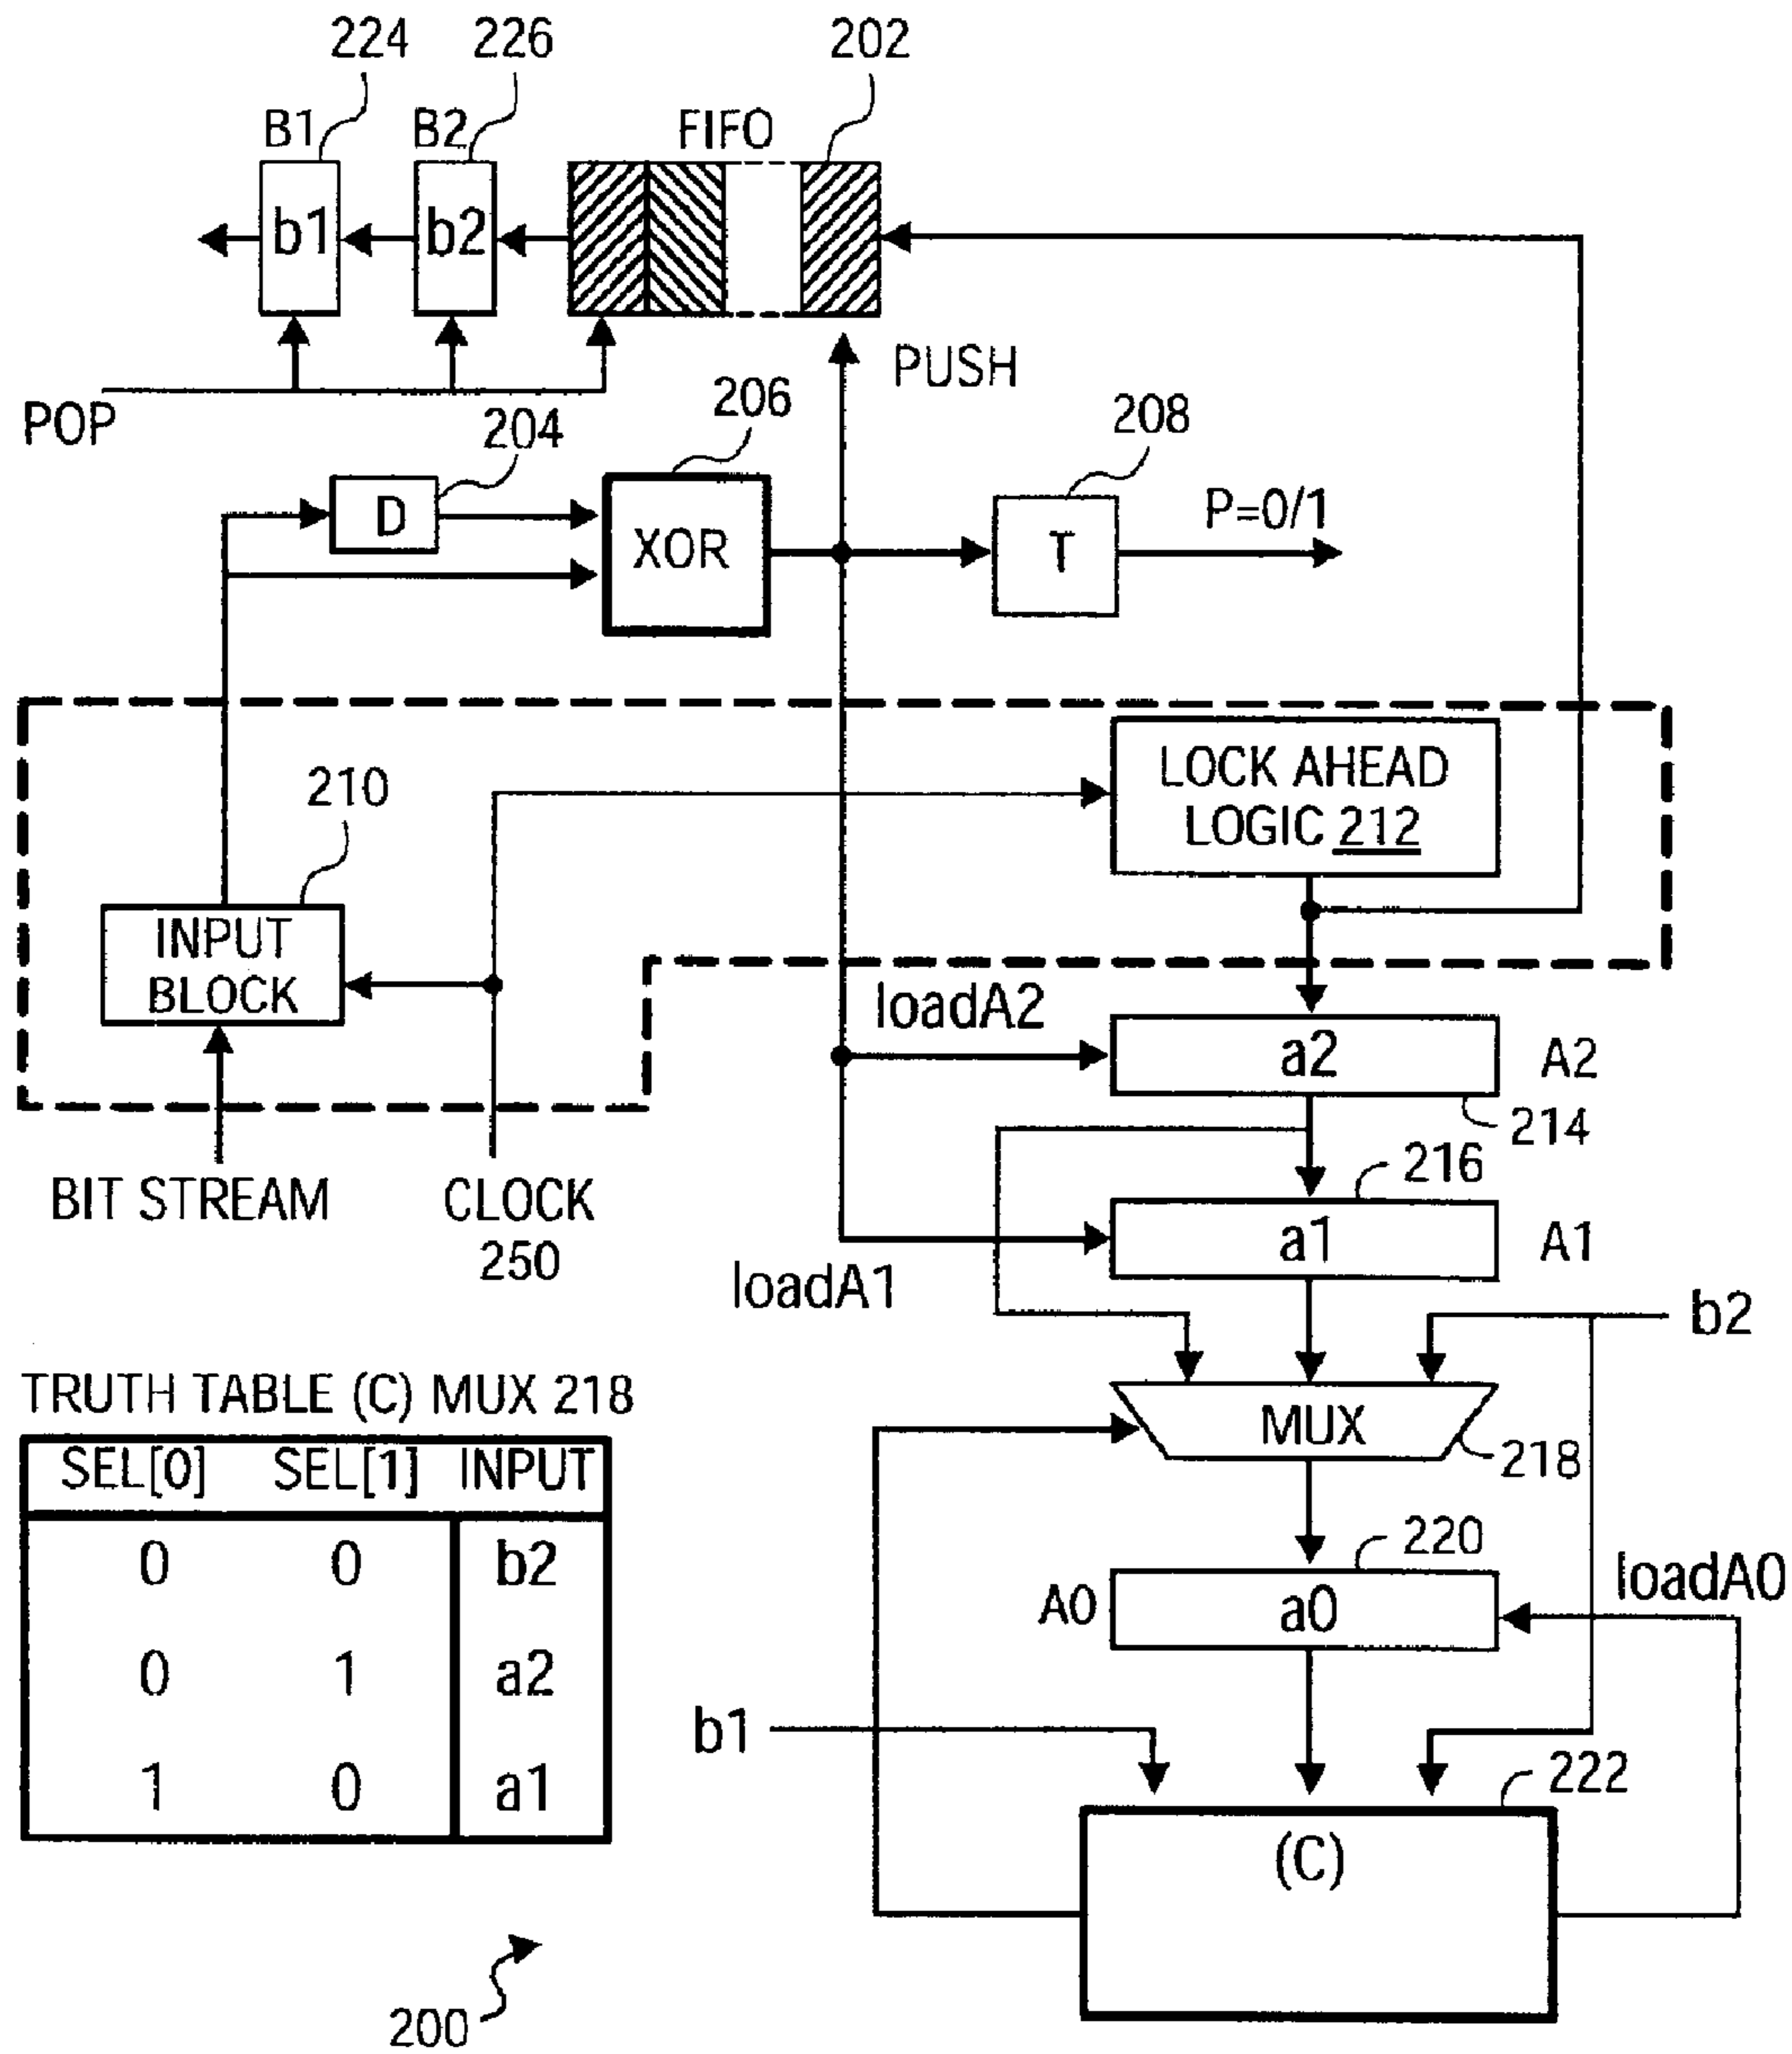 224 226 202
B1 B2 FIFO
b1 b2
PUSH
POP
204 206 208
D XOR T P=0/1
210
LOCK AHEAD
LOGIC 212
INPUT
BLOCK
loadA2
a2 A2
214
BIT STREAM
CLOCK
250
216
a1 A1
loadA1
b2
TRUTH TABLE (C) MUX 218
SEL[0] SEL[1] INPUT
0 0 b2
0 1 a2
1 0 a1
MUX
218
220
A0 a0
loadA0
b1
222
(C)
200